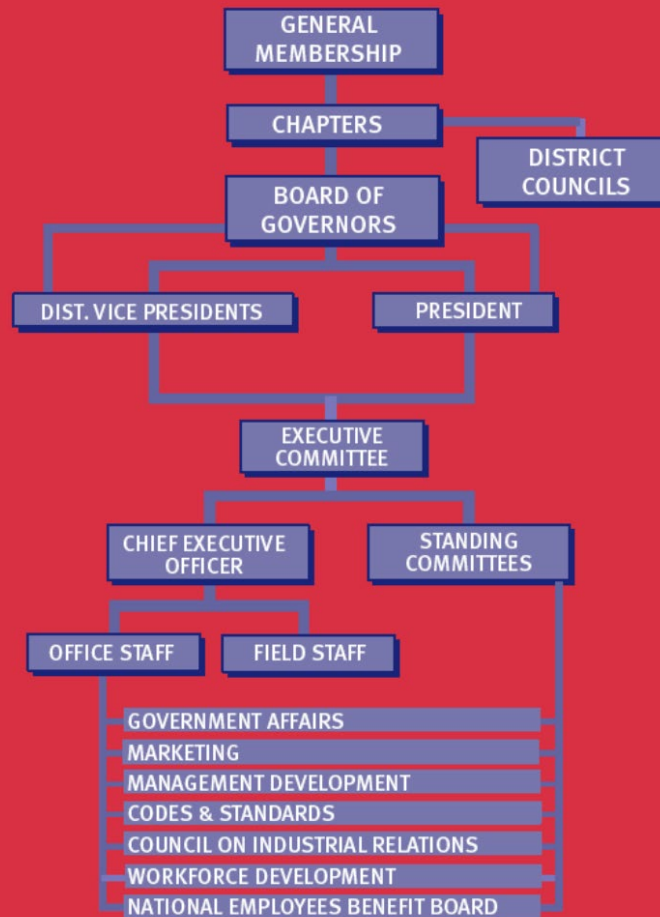 GENERAL
MEMBERSHIP
CHAPTERS
DISTRICT
COUNCILS
BOARD OF
GOVERNORS
DIST. VICE PRESIDENTS
PRESIDENT
EXECUTIVE
COMMITTEE
CHIEF EXECUTIVE
OFFICER
STANDING
COMMITTEES
OFFICE STAFF
FIELD STAFF
GOVERNMENT AFFAIRS
MARKETING
MANAGEMENT DEVELOPMENT
CODES & STANDARDS
COUNCIL ON INDUSTRIAL RELATIONS
WORKFORCE DEVELOPMENT
NATIONAL EMPLOYEES BENEFIT BOARD